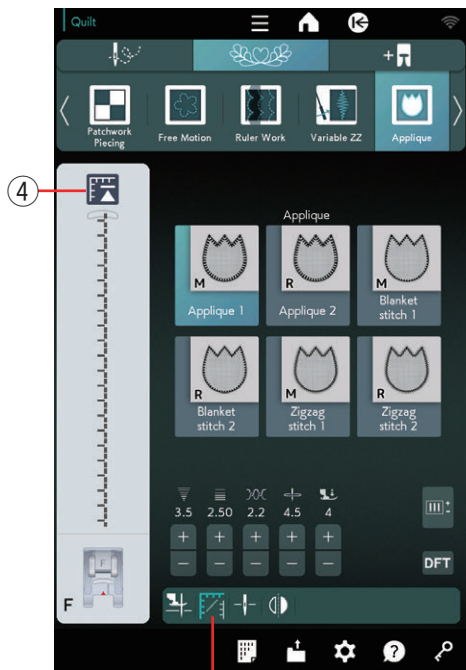 Quilt
Patchwork
Piecing
Free Motion
Ruler Work
Variable ZZ
Applique
④
Applique
M
Applique 1
R
Applique 2
M
Blanket
stitch 1
R
Blanket
stitch 2
M
Zigzag
stitch 1
R
Zigzag
stitch 2
3.5 2.50 2.2 4.5 4
+ + + + +
− − − − −
DFT
F
F